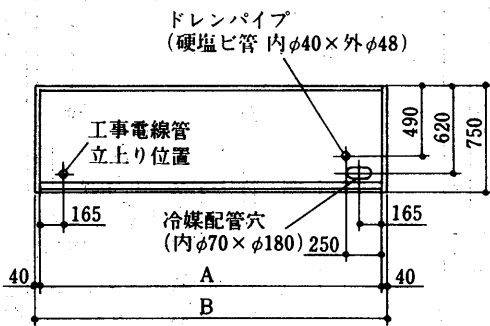 ドレンパイプ
(硬塩ビ管 内φ40×外φ48)
工事電線管
立上り位置
490
620
750
165
冷媒配管穴
(内φ70×φ180)
250
165
40
A
40
B